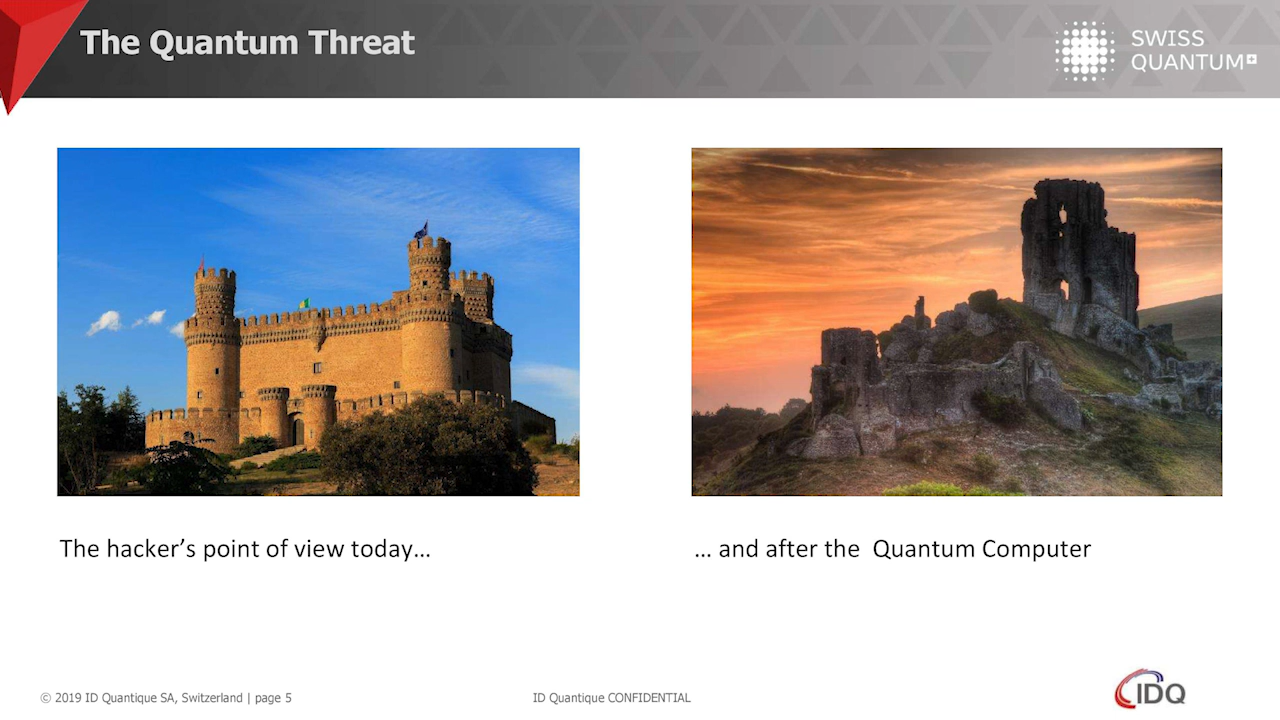 The Quantum Threat
SWISS
QUANTUM
The hacker’s point of view today…
… and after the Quantum Computer
© 2019 ID Quantique SA, Switzerland | page 5
ID Quantique CONFIDENTIAL
IDQ